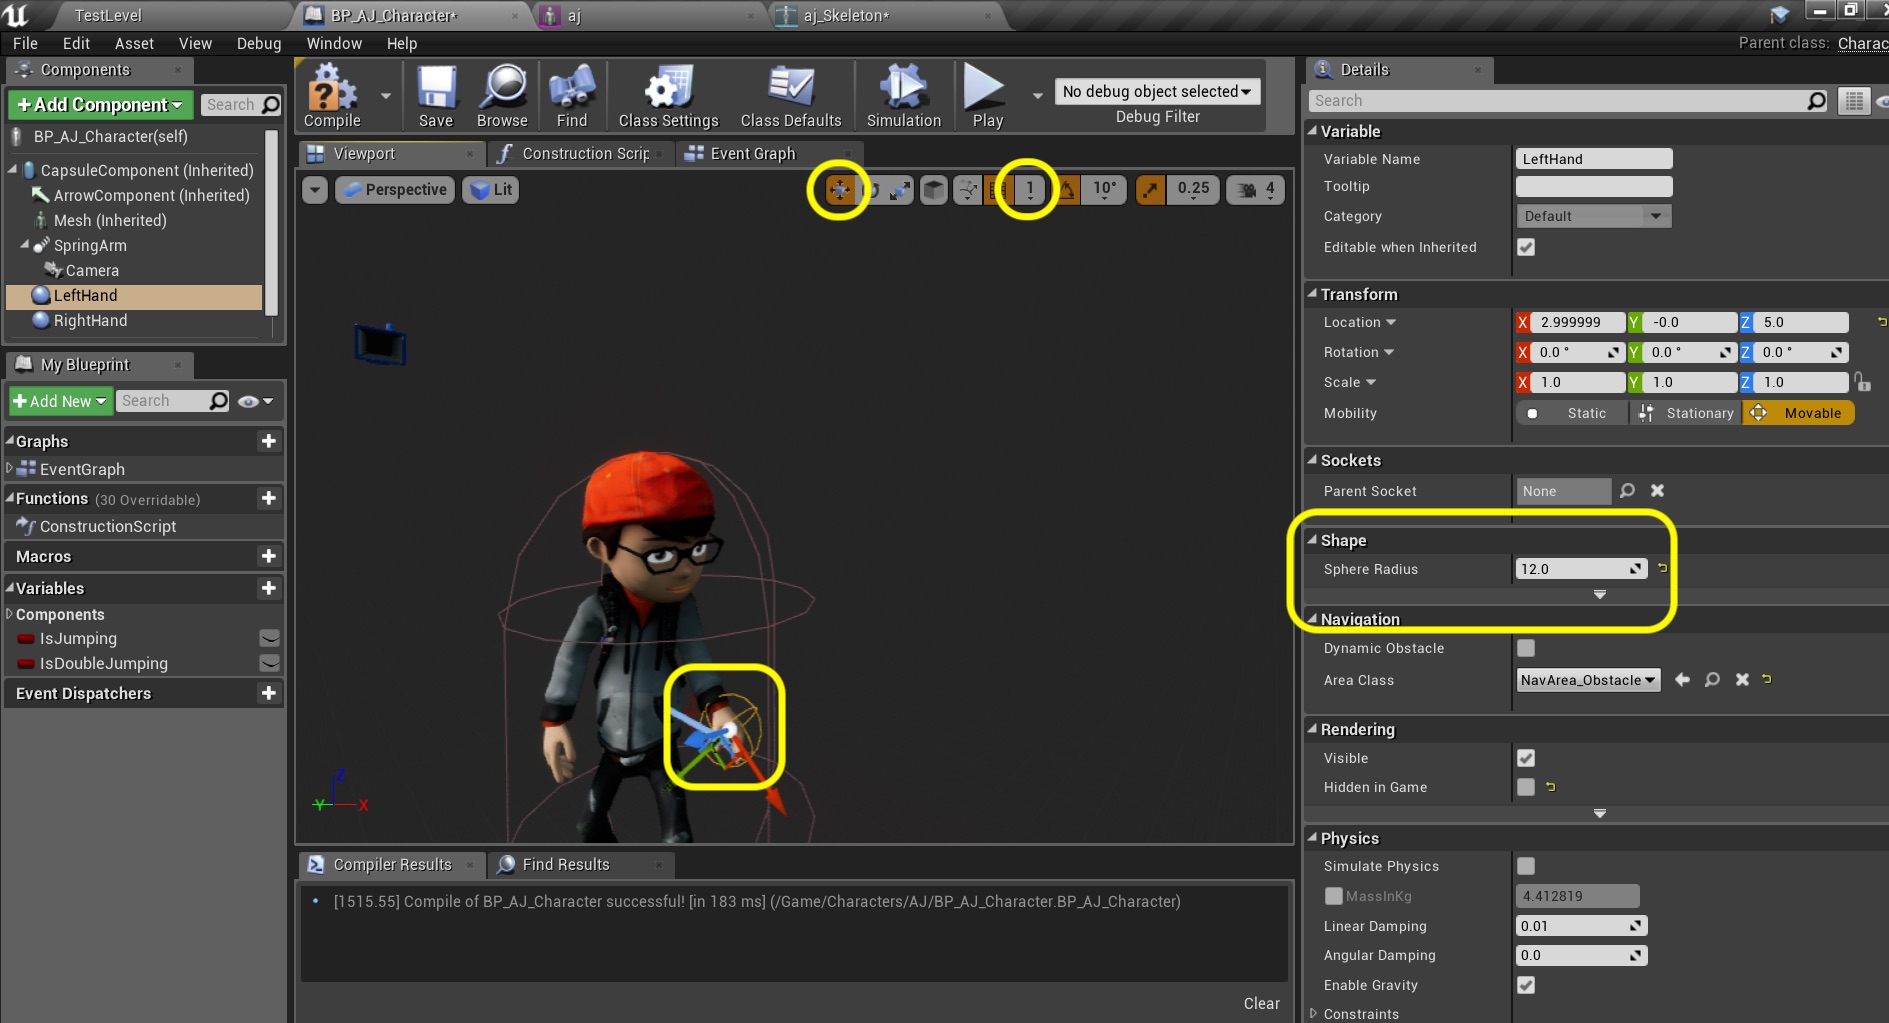 TestLevel
BP_AJ_Character*
aj
aj_Skeleton*
File Edit Asset View Debug Window Help
Parent class: Charac
Components
+Add Component
Search
BP_AJ_Character(self)
CapsuleComponent (Inherited)
ArrowComponent (Inherited)
Mesh (Inherited)
SpringArm
Camera
LeftHand
RightHand
My Blueprint
+Add New
Search
Graphs
EventGraph
Functions (30 Overridable)
ConstructionScript
Macros
Variables
Components
IsJumping
IsDoubleJumping
Event Dispatchers
Compile
Save
Browse
Find
Class Settings
Class Defaults
Simulation
Play
No debug object selected
Debug Filter
Viewport
Construction Scrip
Event Graph
Perspective
Lit
1
10°
0.25
4
Z
Y
X
Compiler Results
Find Results
[1515.55] Compile of BP_AJ_Character successful! [in 183 ms] (/Game/Characters/AJ/BP_AJ_Character.BP_AJ_Character)
Clear
Details
Search
Variable
Variable Name LeftHand
Tooltip
Category Default
Editable when Inherited
Transform
Location X 2.999999 Y -0.0 Z 5.0
Rotation X 0.0 ° Y 0.0 ° Z 0.0 °
Scale X 1.0 Y 1.0 Z 1.0
Mobility Static Stationary Movable
Sockets
Parent Socket None
Shape
Sphere Radius 12.0
Navigation
Dynamic Obstacle
Area Class NavArea_Obstacle
Rendering
Visible
Hidden in Game
Physics
Simulate Physics
MassInKg 4.412819
Linear Damping 0.01
Angular Damping 0.0
Enable Gravity
Constraints